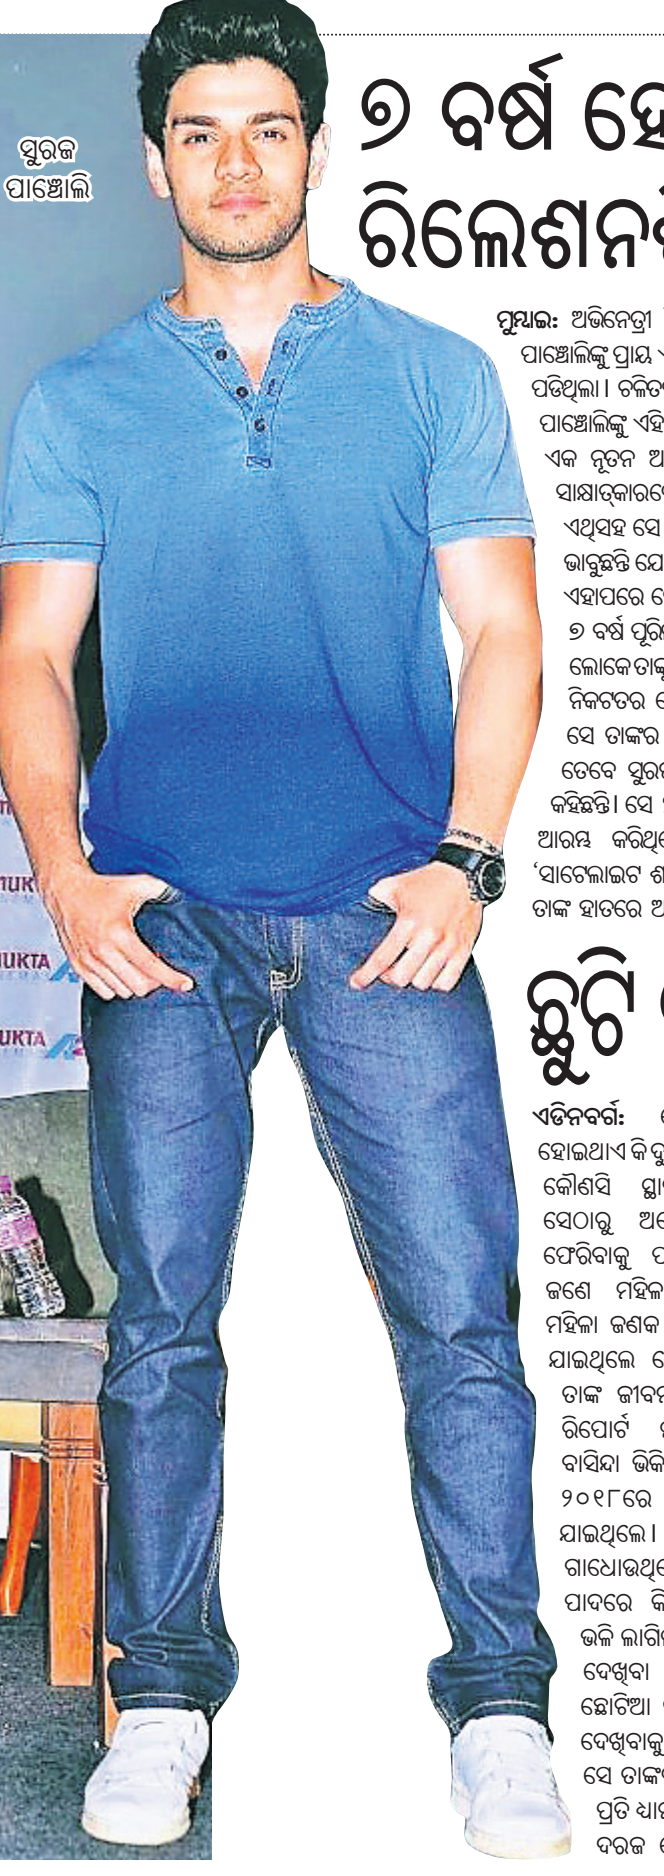 ସୁରଜ
ପାଞ୍ଚୋଲି
୭ ବର୍ଷ
ରିଲେଶନ
ମୁମ୍ବାଇ: ଅଭିନେତ୍ରୀ
ପାଞ୍ଚୋଲିଙ୍କୁ ପ୍ରାୟ
ପଡିଥିଲା। ଚଳିତ
ପାଞ୍ଚୋଲିଙ୍କୁ ଏହି
ଏକ ନୂତନ ଅ
ସାକ୍ଷାତ୍‌କାର
ଏଥିସହ ସେ
ଭାବୁଛନ୍ତି ଯେ
ଏହାପରେ
୭ ବର୍ଷ ପୂରି
ଲୋକେ ତାଙ୍କୁ
ନିକଟତର
ସେ ତାଙ୍କର
ତେବେ ସୁର
କହିଛନ୍ତି। ସେ
ଆରମ୍ଭ କରିଥି
‘ସାଟେଲାଇଟ ଶ
ତାଙ୍କ ହାତରେ ଅ
ଛୁଟି
ଏଡିନବର୍ଗ:
ହୋଇଥାଏ କି ଦୁ
କୌଣସି ସ୍ଥା
ସେଠାରୁ ଅ
ଫେରିବାକୁ ପ
ଜଣେ ମହିଳ
ମହିଳା ଜଣକ
ଯାଇଥିଲେ
ତାଙ୍କ ଜୀବନ
ରିପୋର୍ଟ
ବାସିନ୍ଦା ଭିକି
୨୦୧୮ରେ
ଯାଇଥିଲେ।
ଗାଧୋଉଥି
ପାଦରେ କି
ଭଳି ଲାଗି
ଦେଖିବା
ଛୋଟିଆ
ଦେଖିବାକୁ
ସେ ତାଙ୍କ
ପ୍ରତି ଧ୍ୟା
ଦରଜ
MUKTA
UKTA